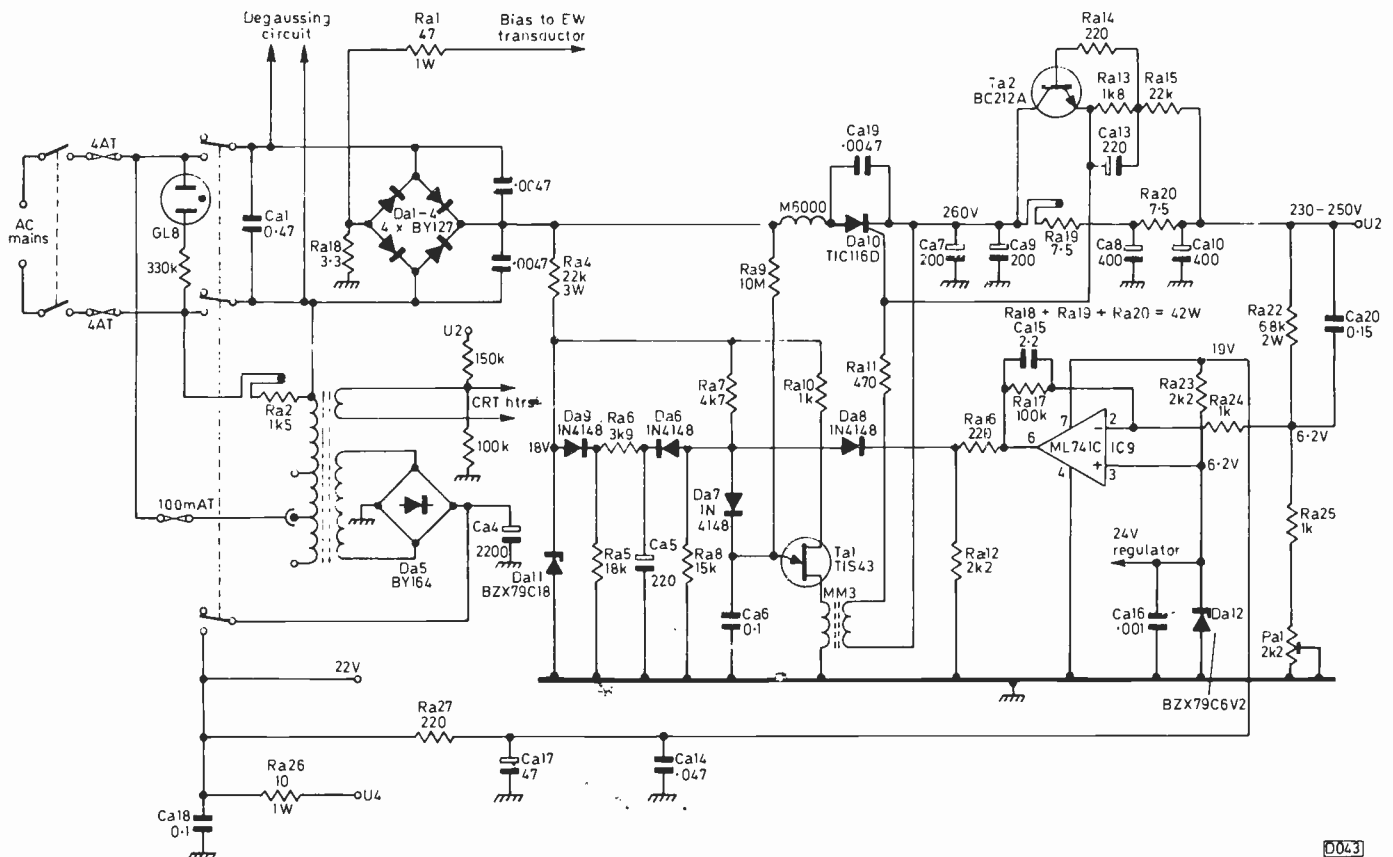 Degaussing
circuit
Ra1
47
1W
Bias to EW
transductor
Ra14
220
Ta2
BC212A
Ra13
1k8
Ra15
22k
Ca13
220
4AT
AC
mains
GL8
330k
4AT
Ca1
0·47
Da1-4
4 x BY127
Ra18
3·3
·0047
·0047
Ra4
22k
3W
Ca19
·0047
M6000
Da10
TIC116D
260V
Ca7
200
Ca9
200
Ra19
7·5
Ra20
7·5
Ca8
400
Ca10
400
230-250V
U2
Ra9
10M
Ra18 + Ra19 + Ra20 = 42W
Ra22
68k
2W
Ca20
0·15
U2
150k
CRT htrs
100k
Ra2
1k5
100mAT
Da5
BY164
Ca4
2200
18V
Da9
1N4148
Ra6
3k9
Da6
1N4148
Ra7
4k7
Ra10
1k
Ra11
470
Da8
1N4148
Ca15
2·2
Ra17
100k
Ra16
220
19V
Ra23
2k2
Ra24
1k
7
2
6
ML741C
IC9
3
4
-
+
6·2V
6·2V
Da7
1N
4148
Da11
BZX79C18
Ra5
18k
Ca5
220
Ra8
15k
Ca6
0·1
Ta1
TIS43
MM3
Ra12
2k2
24V
regulator
Ca16
·001
Da12
BZX79C6V2
Ra25
1k
Pa1
2k2
22V
Ra27
220
Ca17
47
Ca14
·047
Ra26
10
1W
U4
Ca18
0·1
D043